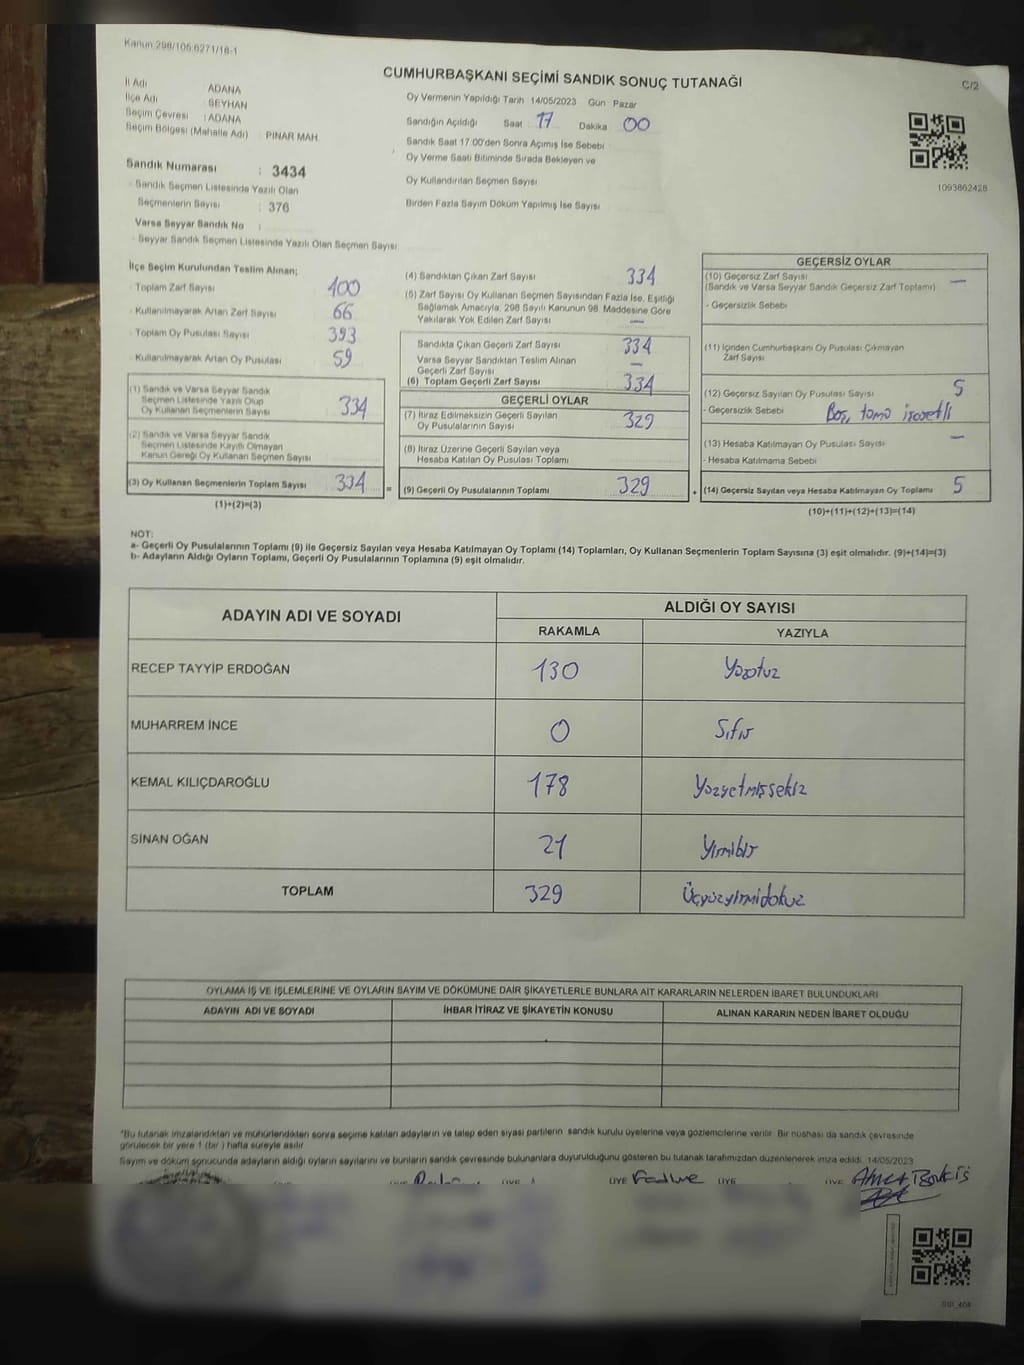 Kanun:298/105;6271/18-1
CUMHURBAŞKANI SEÇİMİ SANDIK SONUÇ TUTANAĞI
C/2
İl Adı ADANA
İlçe Adı SEYHAN
Seçim Çevresi : ADANA
Seçim Bölgesi (Mahalle Adı) : PINAR MAH.
Sandık Numarası : 3434
- Sandık Seçmen Listesinde Yazılı Olan
Seçmenlerin Sayısı : 376
Varsa Seyyar Sandık No :
- Seyyar Sandık Seçmen Listesinde Yazılı Olan Seçmen Sayısı
Oy Vermenin Yapıldığı Tarih 14/05/2023 Gün Pazar
Sandığın Açıldığı Saat : 17 Dakika 00
Sandık Saat 17:00'den Sonra Açımış İse Sebebi
Oy Verme Saati Bitiminde Sırada Bekleyen ve
Oy Kullandırılan Seçmen Sayısı
Birden Fazla Sayım Döküm Yapılmış İse Sayısı
1093862428
İlçe Seçim Kurulundan Teslim Alınan;
- Toplam Zarf Sayısı 400
- Kullanılmayarak Artan Zarf Sayısı 66
- Toplam Oy Pusulası Sayısı 393
- Kullanılmayarak Artan Oy Pusulası 59
(1) Sandık ve Varsa Seyyar Sandık
Seçmen Listesinde Yazılı Olup
Oy Kullanan Seçmenlerin Sayısı 334
(2) Sandık ve Varsa Seyyar Sandık
Seçmen Listesinde Kayıtlı Olmayan
Kanun Gereği Oy Kullanan Seçmen Sayısı
(3) Oy Kullanan Seçmenlerin Toplam Sayısı 334 =
(1)+(2)=(3)
(4) Sandıktan Çıkan Zarf Sayısı 334
(5) Zarf Sayısı Oy Kullanan Seçmen Sayısından Fazla İse, Eşitliği
Sağlamak Amacıyla; 298 Sayılı Kanunun 98. Maddesine Göre
Yakılarak Yok Edilen Zarf Sayısı —
Sandıkta Çıkan Geçerli Zarf Sayısı 334
Varsa Seyyar Sandıktan Teslim Alınan
Geçerli Zarf Sayısı —
(6) Toplam Geçerli Zarf Sayısı 334
GEÇERLİ OYLAR
(7) İtiraz Edilmeksizin Geçerli Sayılan
Oy Pusulalarının Sayısı 329
(8) İtiraz Üzerine Geçerli Sayılan veya
Hesaba Katılan Oy Pusulası Toplamı
(9) Geçerli Oy Pusulalarının Toplamı 329 +
GEÇERSİZ OYLAR
(10) Geçersiz Zarf Sayısı
(Sandık ve Varsa Seyyar Sandık Geçersiz Zarf Toplamı) —
- Geçersizlik Sebebi
(11) İçinden Cumhurbaşkanı Oy Pusulası Çıkmayan
Zarf Sayısı
(12) Geçersiz Sayılan Oy Pusulası Sayısı 5
- Geçersizlik Sebebi Boş,
(13) Hesaba Katılmayan Oy Pusulası Sayısı —
- Hesaba Katılmama Sebebi
(14) Geçersiz Sayılan veya Hesaba Katılmayan Oy Toplamı 5
(10)+(11)+(12)+(13)=(14)
NOT:
a- Geçerli Oy Pusulalarının Toplamı (9) ile Geçersiz Sayılan veya Hesaba Katılmayan Oy Toplamı (14) Toplamları, Oy Kullanan Seçmenlerin Toplam Sayısına (3) eşit olmalıdır. (9)+(14)=(3)
b- Adayların Aldığı Oyların Toplamı, Geçerli Oy Pusulalarının Toplamına (9) eşit olmalıdır.
ADAYIN ADI VE SOYADI ALDIĞI OY SAYISI
RAKAMLA YAZIYLA
RECEP TAYYİP ERDOĞAN 130 Yüzotuz
MUHARREM İNCE 0 Sıfır
KEMAL KILIÇDAROĞLU 178 Yüzyetmişsekiz
SİNAN OĞAN 21 Yirmibir
TOPLAM 329 Üçyüzyirmidokuz
OYLAMA İŞ VE İŞLEMLERİNE VE OYLARIN SAYIM VE DÖKÜMÜNE DAİR ŞİKAYETLERLE BUNLARA AİT KARARLARIN NELERDEN İBARET BULUNDUKLARI
ADAYIN ADI VE SOYADI İHBAR İTİRAZ VE ŞİKAYETİN KONUSU ALINAN KARARIN NEDEN İBARET OLDUĞU
"Bu tutanak imzalandıktan ve mühürlendikten sonra seçime katılan adayların ve talep eden siyasi partilerin sandık kurulu üyelerine veya gözlemcilerine verilir. Bir nüshası da sandık çevresinde
görülecek bir yere 1 (bir) hafta süreyle asılır.
Sayım ve döküm sonucunda adayların aldığı oyların sayılarını ve bunların sandık çevresinde bulunanlara duyurulduğunu gösteren bu tutanak tarafımızdan düzenlenerek imza edildi. 14/05/2023
ÜYE ÜYE ÜYE ÜYE ÜYE